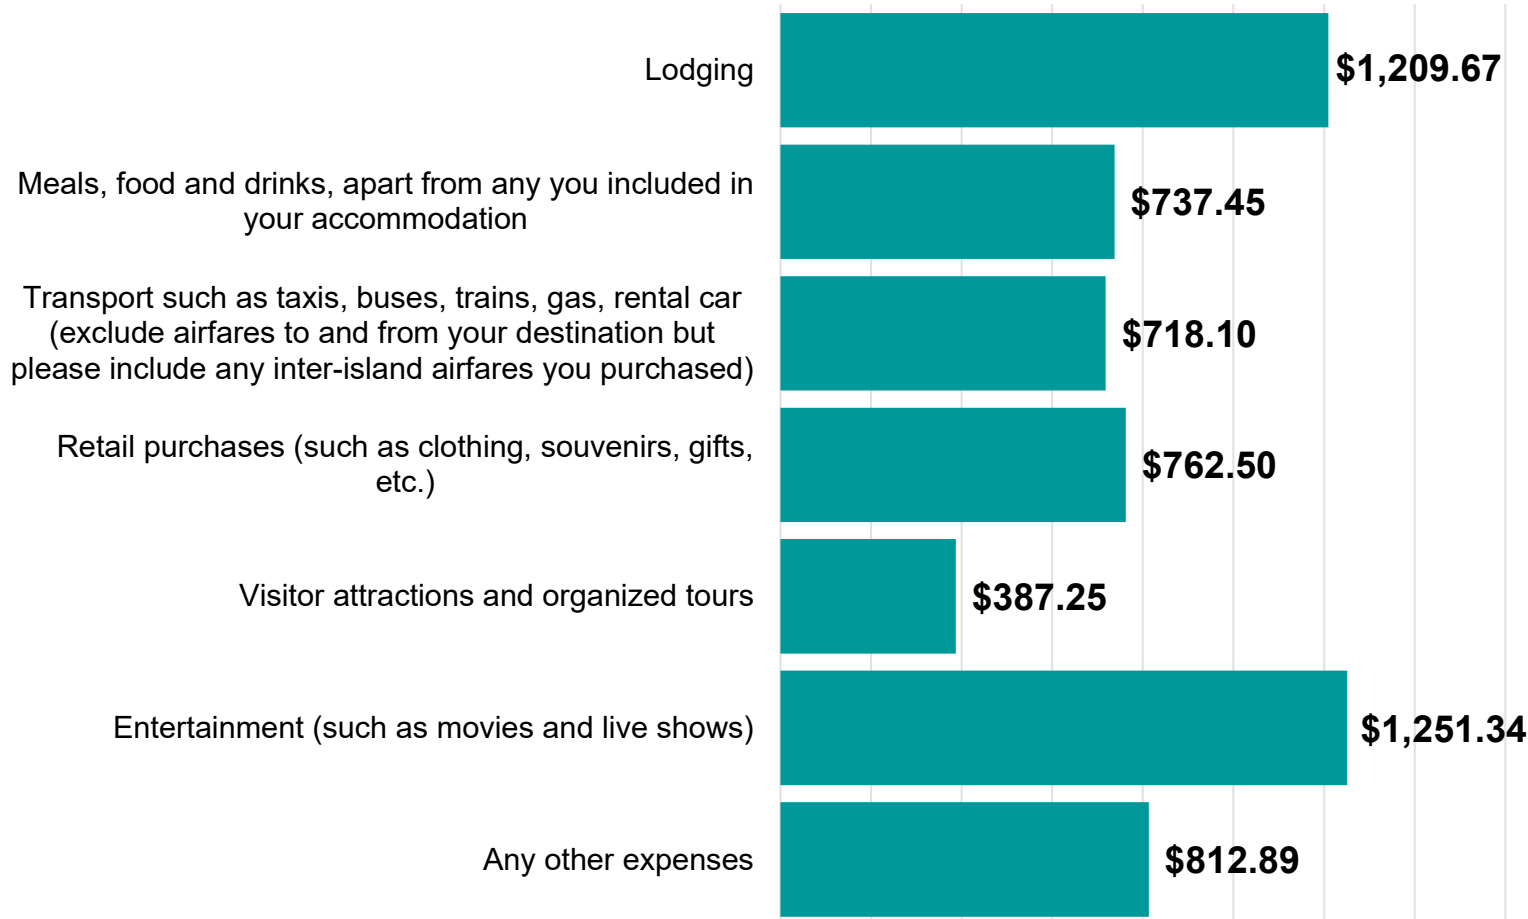 Lodging
$1,209.67
Meals, food and drinks, apart from any you included in
your accommodation
$737.45
Transport such as taxis, buses, trains, gas, rental car
(exclude airfares to and from your destination but
please include any inter-island airfares you purchased)
$718.10
Retail purchases (such as clothing, souvenirs, gifts,
etc.)
$762.50
Visitor attractions and organized tours
$387.25
Entertainment (such as movies and live shows)
$1,251.34
Any other expenses
$812.89